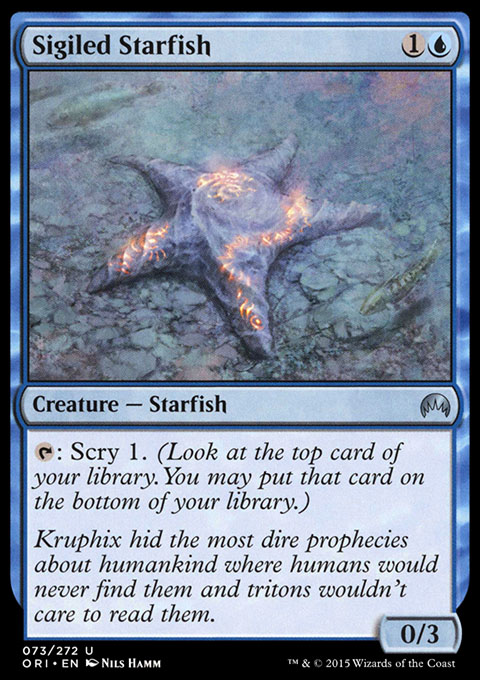 Sigiled Starfish 1
Creature — Starfish
: Scry 1. (Look at the top card of
your library. You may put that card on
the bottom of your library.)
Kruphix hid the most dire prophecies
about humankind where humans would
never find them and tritons wouldn't
care to read them.
0/3
073/272 U
ORI • EN Nils Hamm
™ & © 2015 Wizards of the Coast